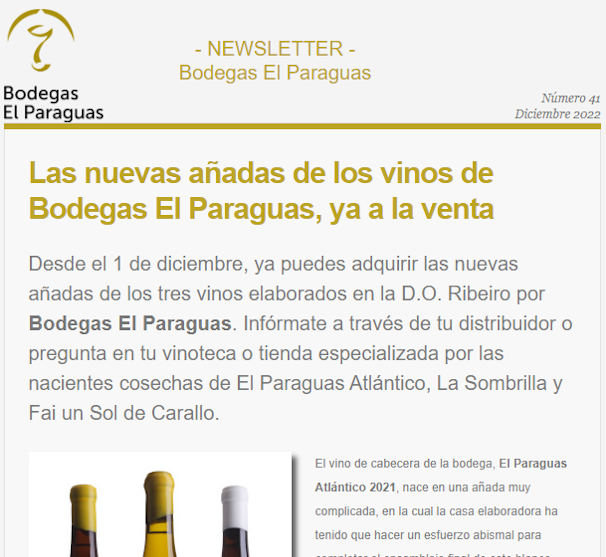 - NEWSLETTER -
Bodegas El Paraguas
Bodegas
El Paraguas
Número 41
Diciembre 2022
Las nuevas añadas de los vinos de
Bodegas El Paraguas, ya a la venta
Desde el 1 de diciembre, ya puedes adquirir las nuevas
añadas de los tres vinos elaborados en la D.O. Ribeiro por
Bodegas El Paraguas. Infórmate a través de tu distribuidor o
pregunta en tu vinoteca o tienda especializada por las
nacientes cosechas de El Paraguas Atlántico, La Sombrilla y
Fai un Sol de Carallo.
El vino de cabecera de la bodega, El Paraguas
Atlántico 2021, nace en una añada muy
complicada, en la cual la casa elaboradora ha
tenido que hacer un esfuerzo abismal para